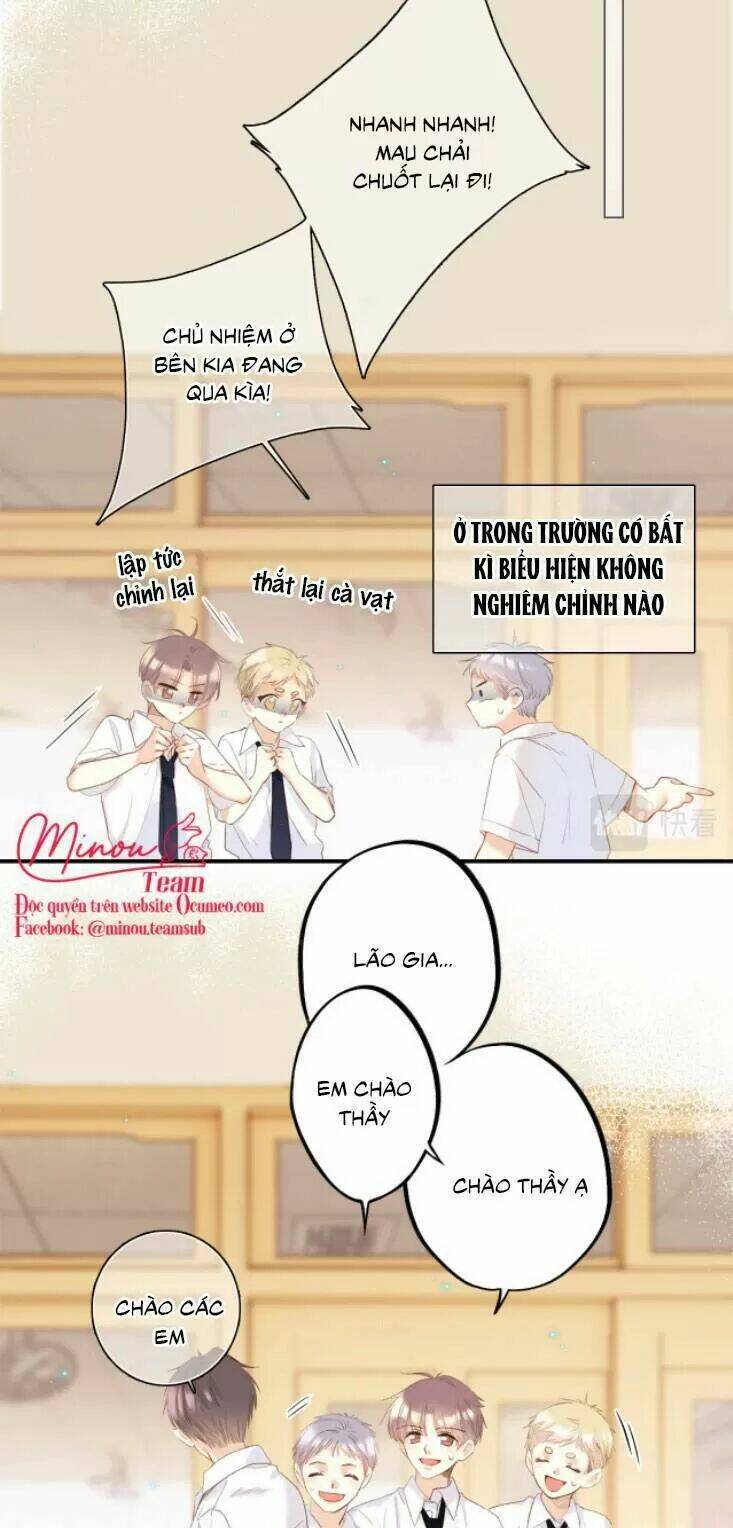 NHANH NHANH!
MAU CHẢI
CHUỐT LẠI ĐI!
CHỦ NHIỆM Ở
BÊN KIA ĐANG
QUA KÌA!
Ở TRONG TRƯỜNG CÓ BẤT
KÌ BIỂU HIỆN KHÔNG
NGHIÊM CHỈNH NÀO
lập tức
chỉnh lại
thắt lại cà vạt
快看
Minou
Team
Độc quyền trên website Ocumeo.com
Facebook: @minou.teamsub
LÃO GIA...
EM CHÀO
THẦY
CHÀO THẦY Ạ
CHÀO CÁC
EM